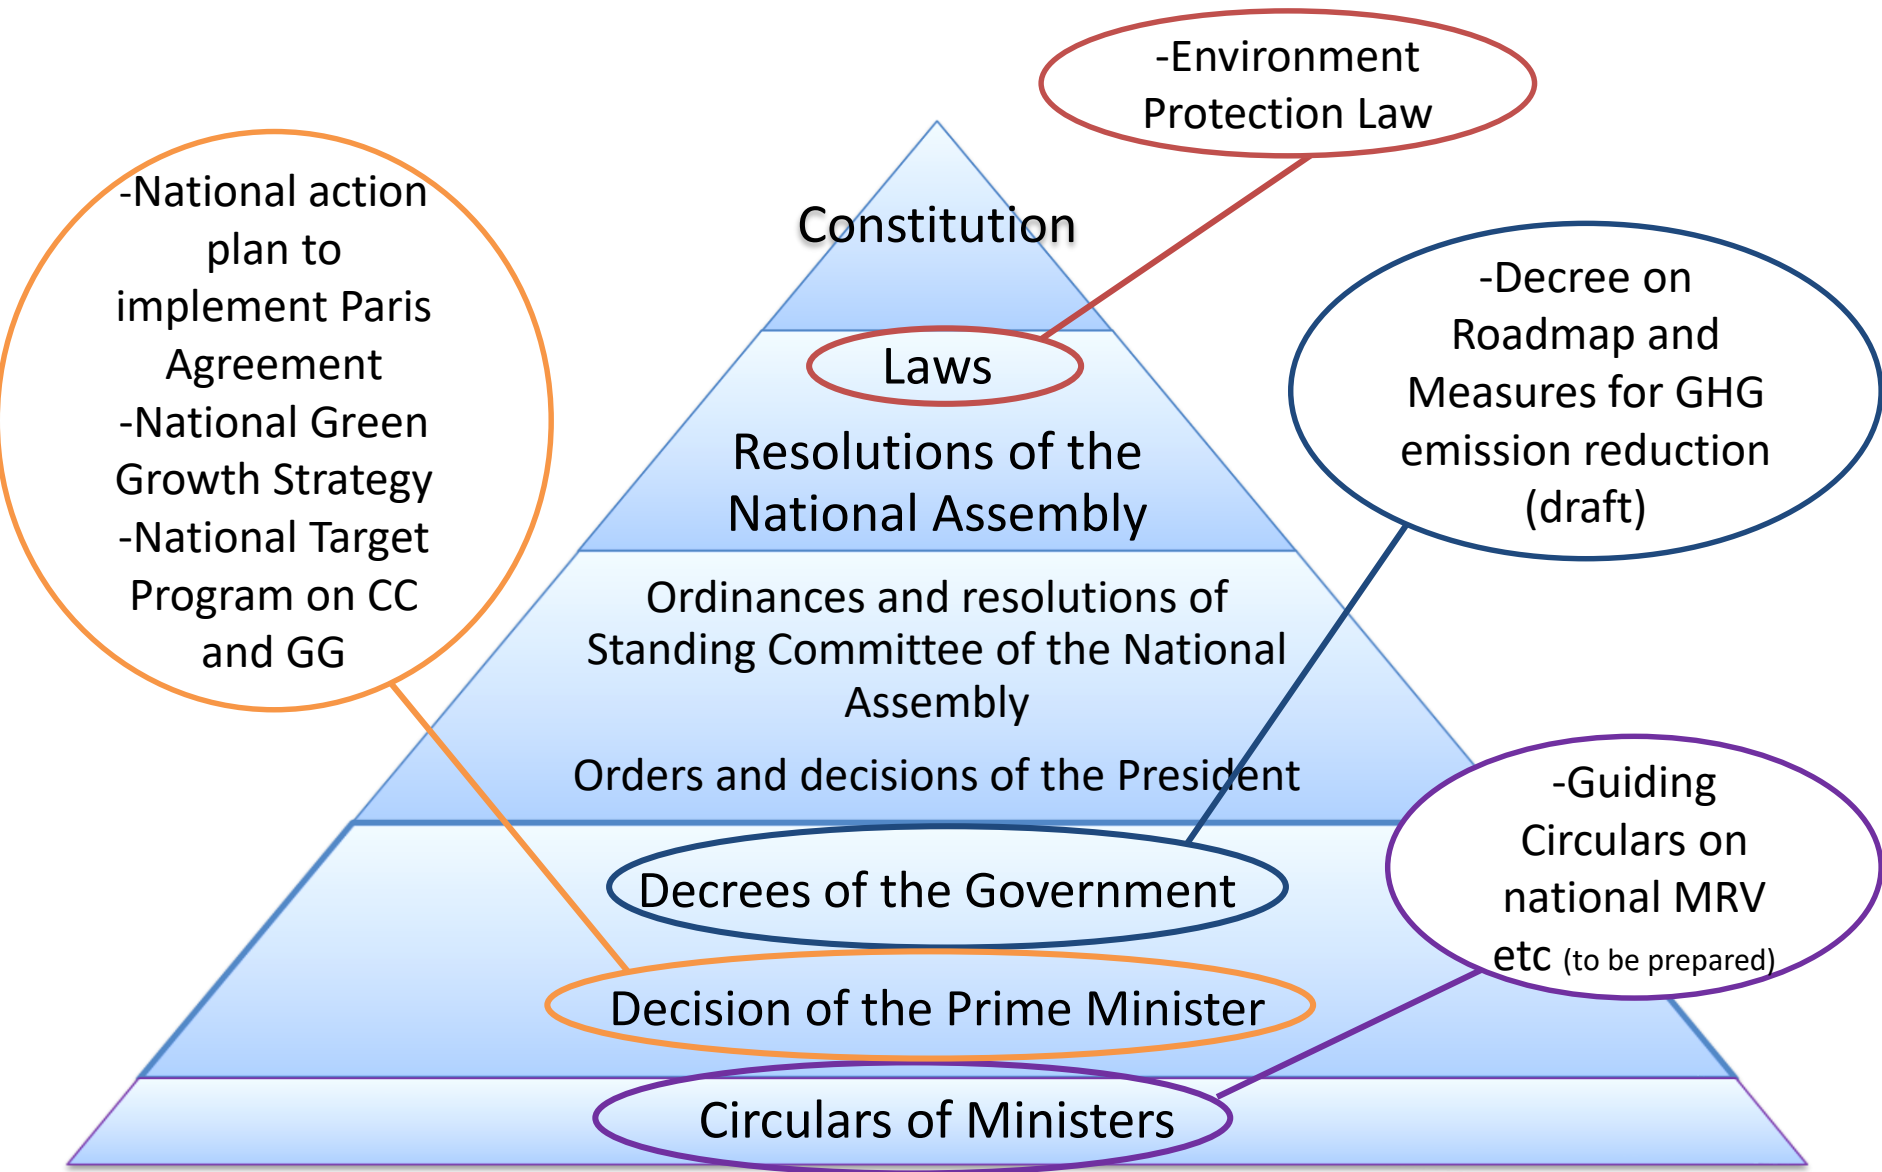 -Environment
Protection Law
-National action
plan to
implement Paris
Agreement
-National Green
Growth Strategy
-National Target
Program on CC
and GG
Constitution
-Decree on
Roadmap and
Measures for GHG
emission reduction
(draft)
Laws
Resolutions of the
National Assembly
Ordinances and resolutions of
Standing Committee of the National
Assembly
Orders and decisions of the President
-Guiding
Circulars on
national MRV
etc (to be prepared)
Decrees of the Government
Decision of the Prime Minister
Circulars of Ministers